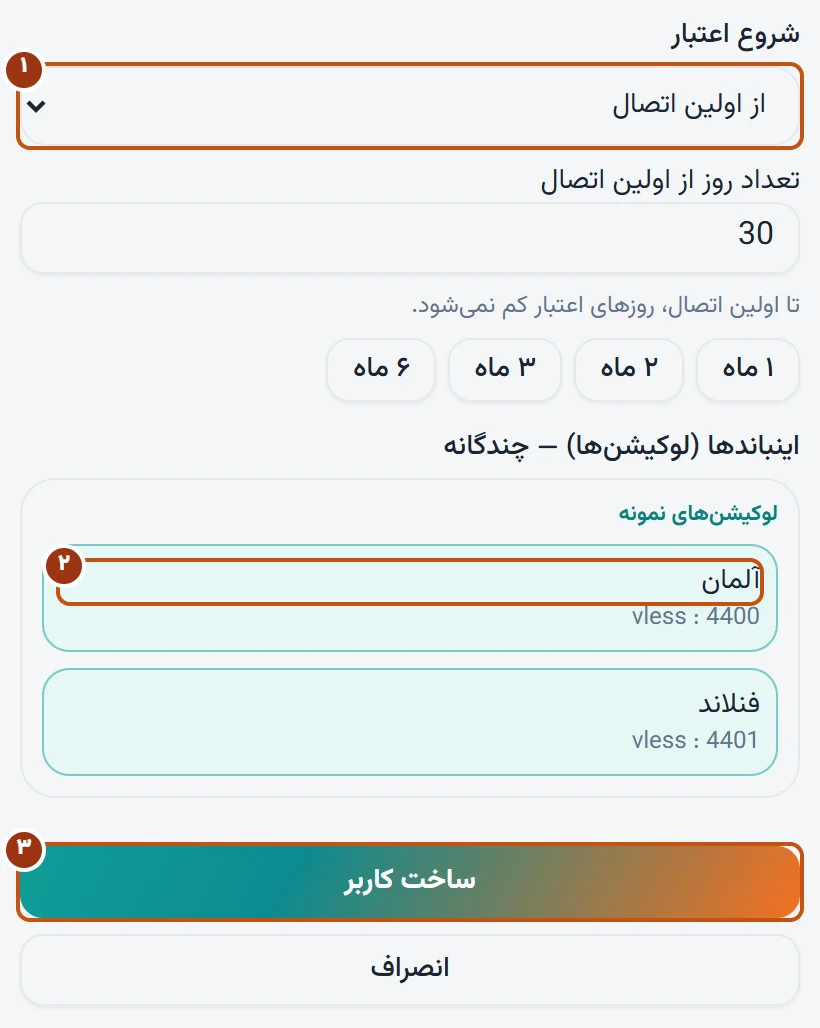 شروع اعتبار
۱
از اولین اتصال
تعداد روز از اولین اتصال
30
تا اولین اتصال، روزهای اعتبار کم نمی‌شود.
۱ ماه ۲ ماه ۳ ماه ۶ ماه
اینباندها (لوکیشن‌ها) – چندگانه
لوکیشن‌های نمونه
۲
آلمان
vless : 4400
فنلاند
vless : 4401
۳
ساخت کاربر
انصراف